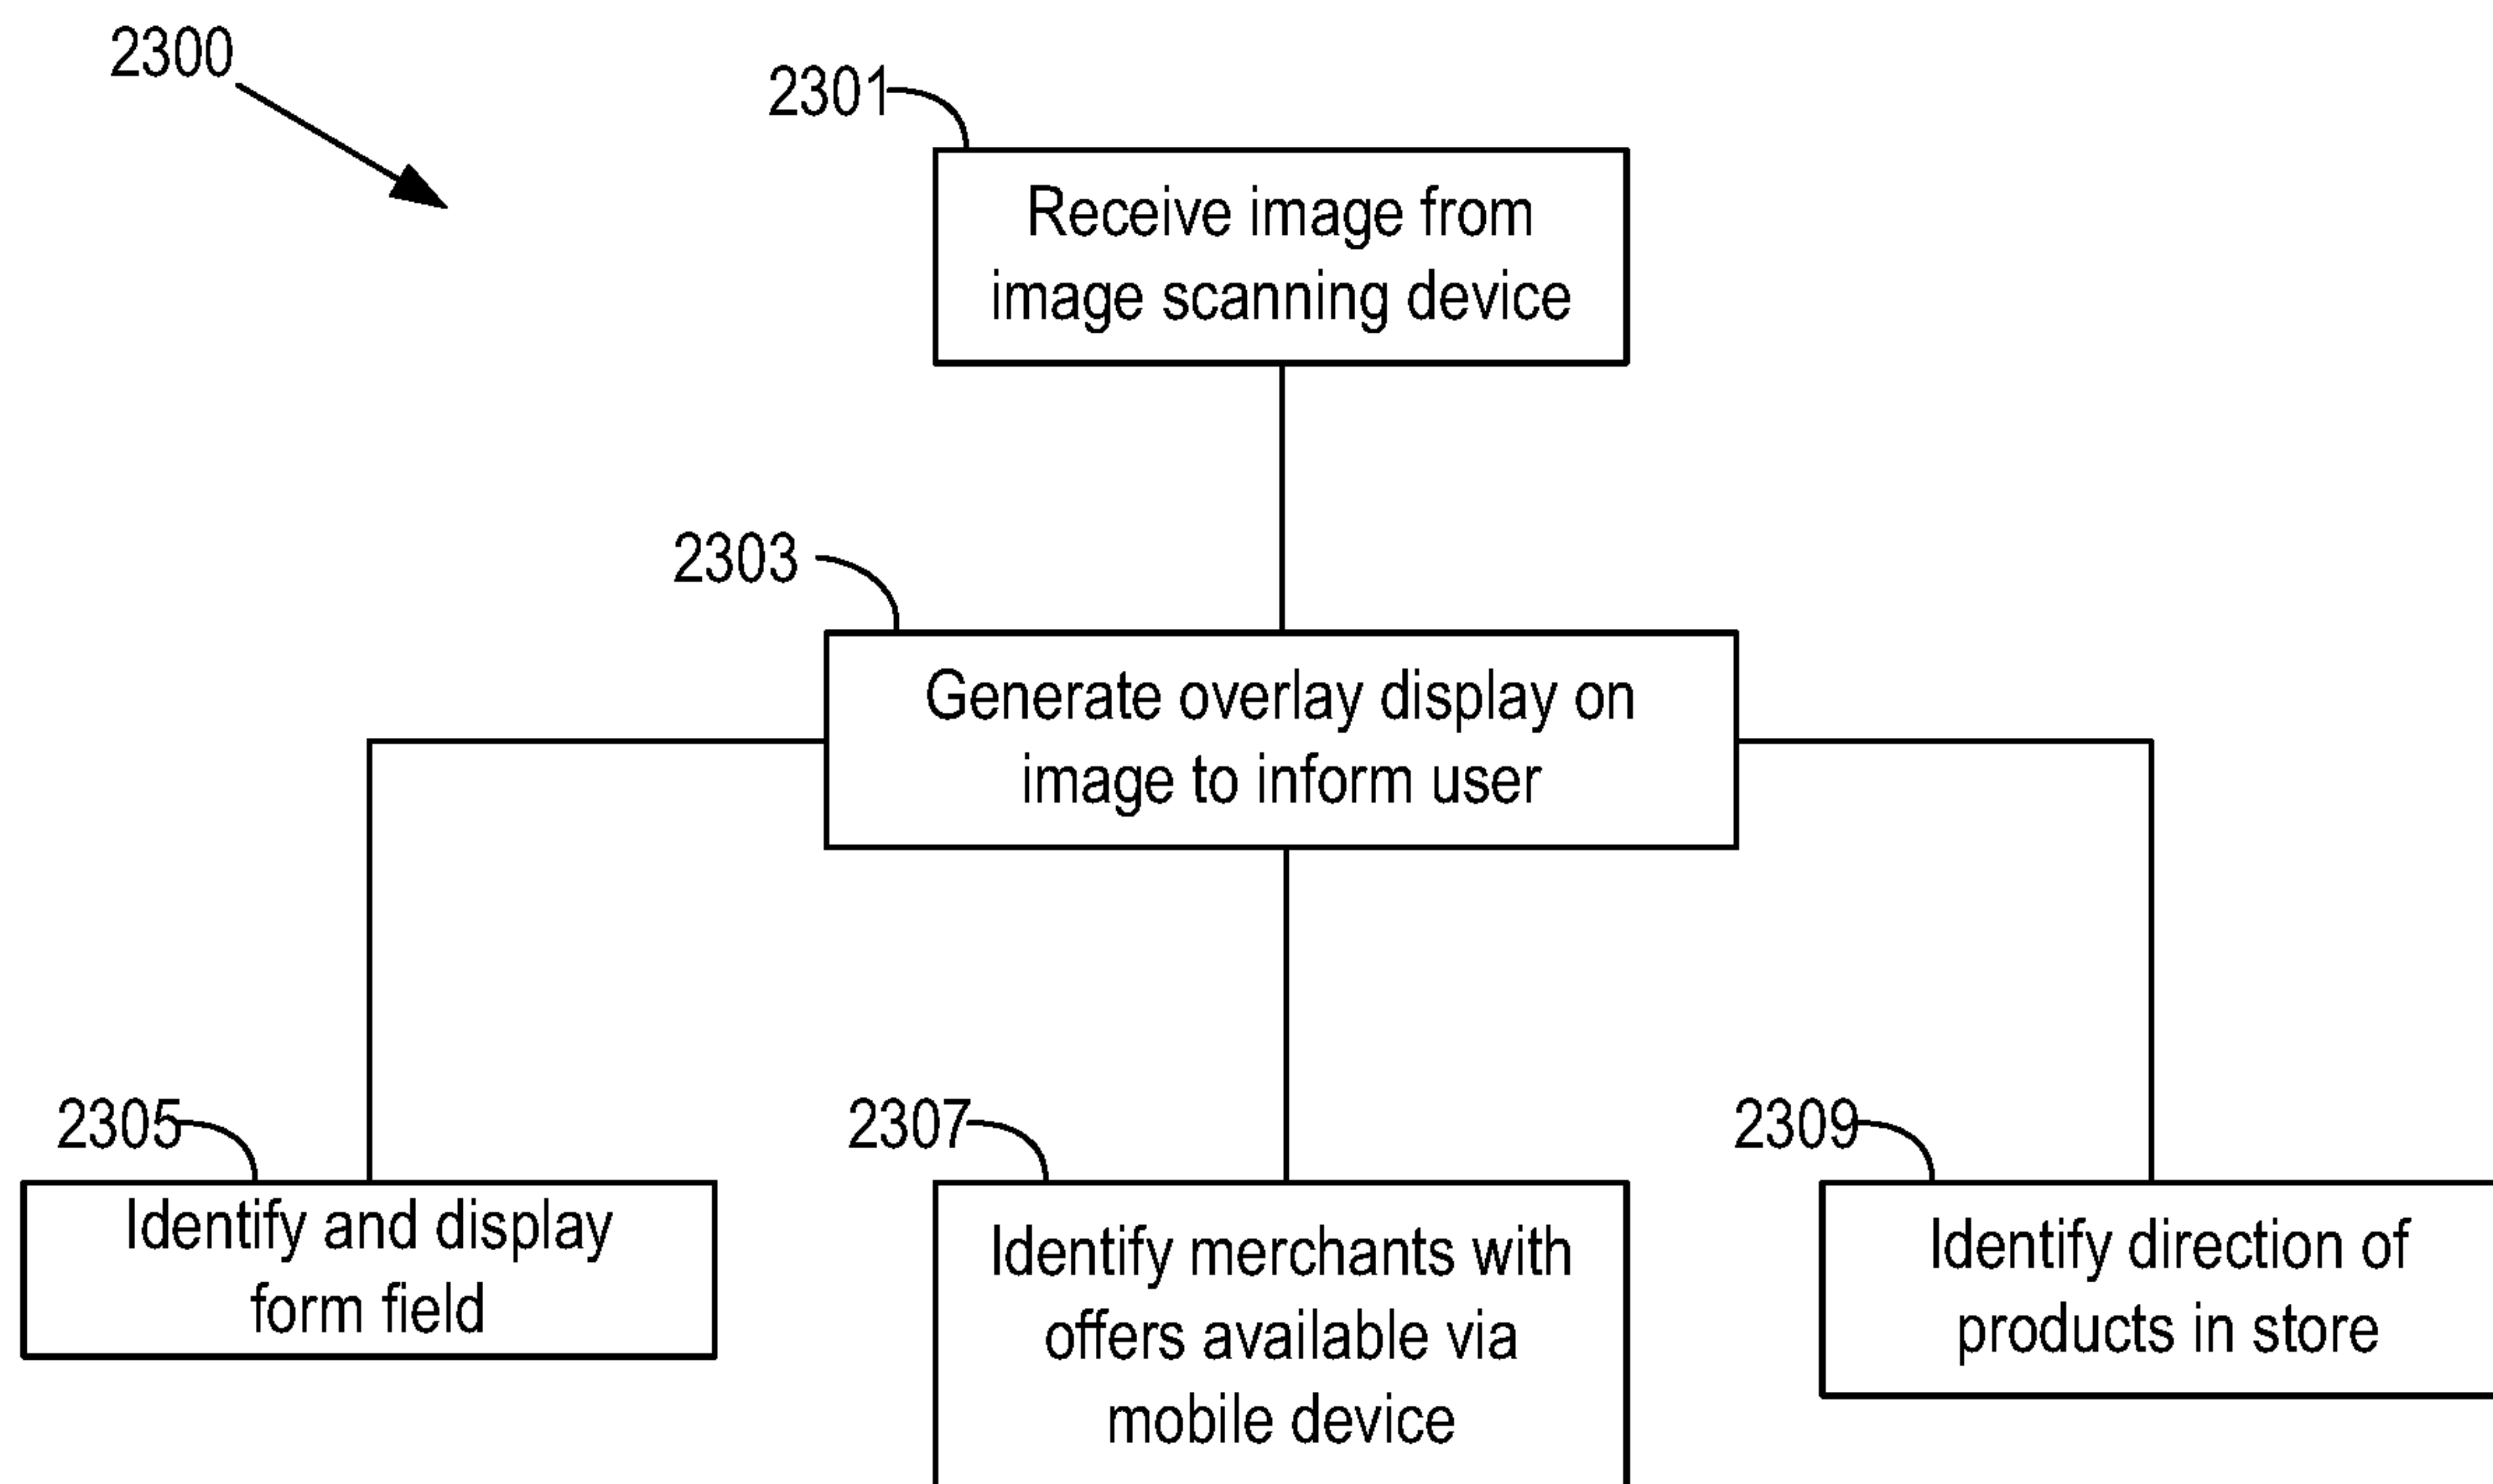 2300
2301
Receive image from
image scanning device
2303
Generate overlay display on
image to inform user
2305
Identify and display
form field
2307
Identify merchants with
offers available via
mobile device
2309
Identify direction of
products in store